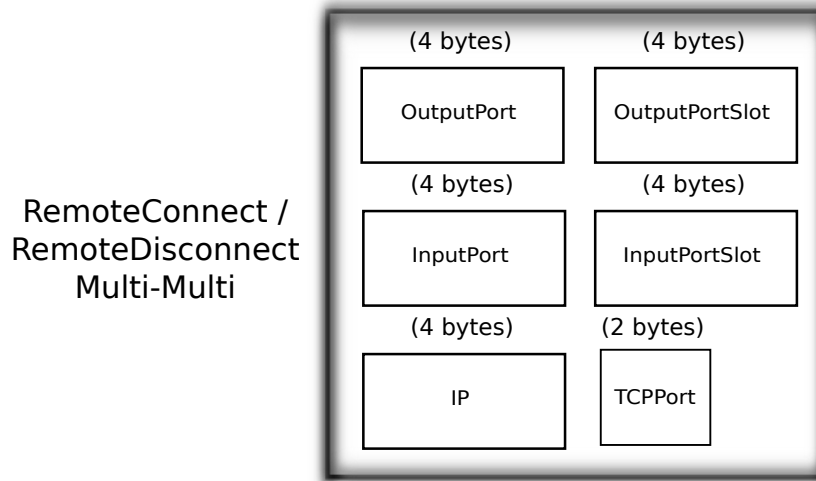 (4 bytes) (4 bytes)
OutputPort OutputPortSlot
(4 bytes) (4 bytes)
RemoteConnect /
RemoteDisconnect
Multi-Multi
InputPort InputPortSlot
(4 bytes) (2 bytes)
IP TCPPort